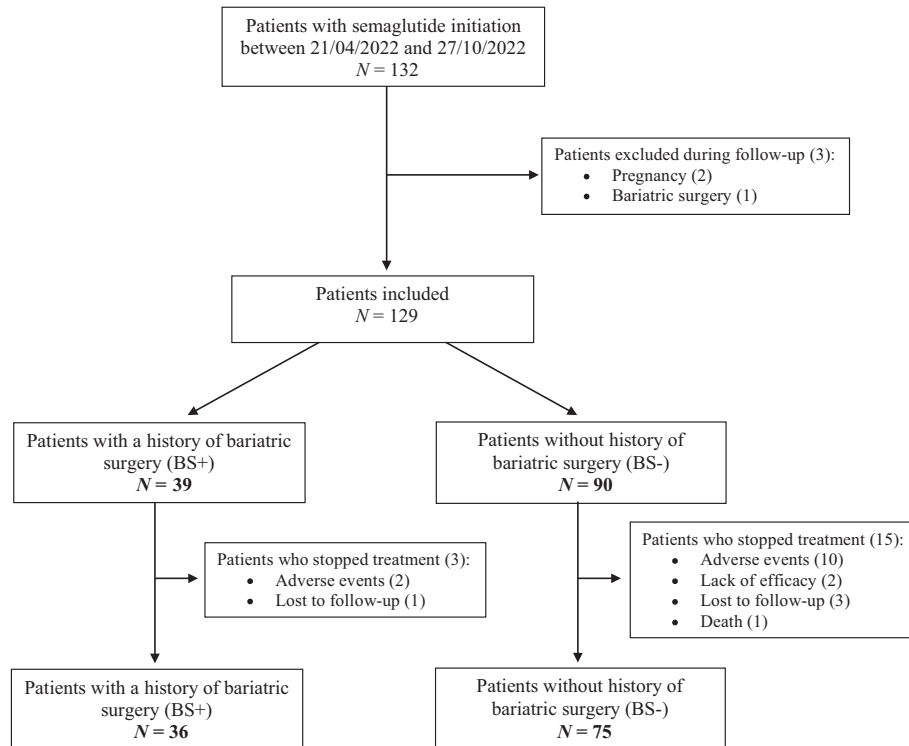 Patients with semaglutide initiation
between 21/04/2022 and 27/10/2022
N = 132
Patients excluded during follow-up (3):
• Pregnancy (2)
• Bariatric surgery (1)
Patients included
N = 129
Patients with a history of bariatric
surgery (BS+)
N = 39
Patients without history of
bariatric surgery (BS-)
N = 90
Patients who stopped treatment (3):
• Adverse events (2)
• Lost to follow-up (1)
Patients who stopped treatment (15):
• Adverse events (10)
• Lack of efficacy (2)
• Lost to follow-up (3)
• Death (1)
Patients with a history of bariatric
surgery (BS+)
N = 36
Patients without history of
bariatric surgery (BS-)
N = 75